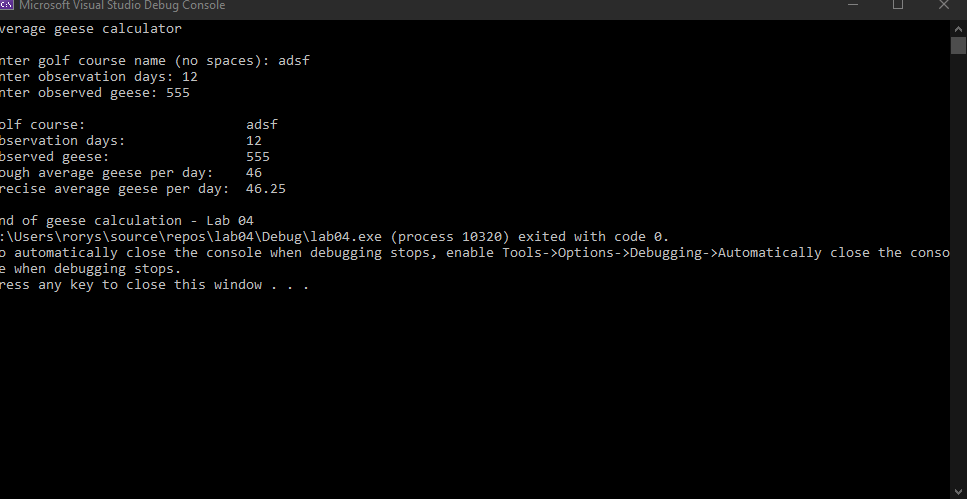 Microsoft Visual Studio Debug Console
verage geese calculator
nter golf course name (no spaces): adsf
nter observation days: 12
nter observed geese: 555
olf course: adsf
bservation days: 12
bserved geese: 555
ough average geese per day: 46
recise average geese per day: 46.25
nd of geese calculation - Lab 04
:\Users\rorys\source\repos\lab04\Debug\lab04.exe (process 10320) exited with code 0.
o automatically close the console when debugging stops, enable Tools->Options->Debugging->Automatically close the conso
e when debugging stops.
ress any key to close this window . . .